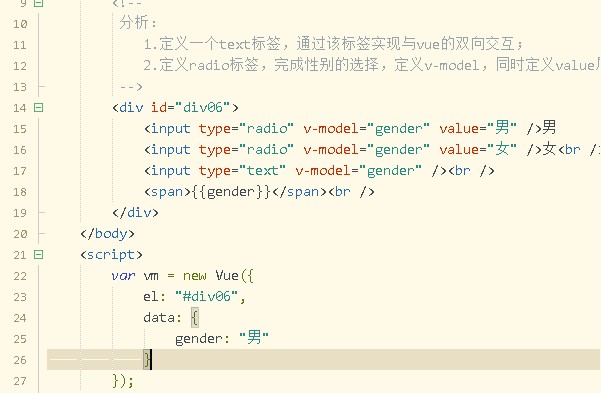 9 <!--
10 分析：
11 1.定义一个text标签，通过该标签实现与vue的双向交互；
12 2.定义radio标签，完成性别的选择，定义v-model，同时定义value
13 -->
14 <div id="div06">
15 <input type="radio" v-model="gender" value="男" />男
16 <input type="radio" v-model="gender" value="女" />女<br /
17 <input type="text" v-model="gender" /><br />
18 <span>{{gender}}</span><br />
19 </div>
20 </body>
21 <script>
22 var vm = new Vue({
23 el: "#div06",
24 data: {
25 gender: "男"
26 }
27 });